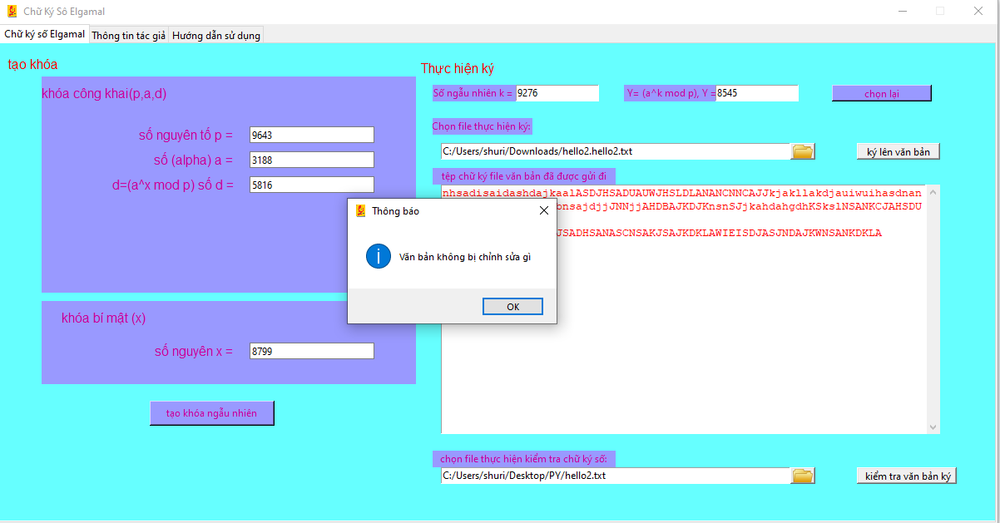 Chữ Ký Số Elgamal
Chữ ký số Elgamal
Thông tin tác giả
Hướng dẫn sử dụng
tạo khóa
khóa công khai(p,a,d)
số nguyên tố p =
9643
số (alpha) a =
3188
d=(a^x mod p) số d =
5816
khóa bí mật (x)
số nguyên x =
8799
tạo khóa ngẫu nhiên
Thực hiện ký
Số ngẫu nhiên k =
9276
Y= (a^k mod p), Y =
8545
chọn lại
Chọn file thực hiện ký:
C:/Users/shuri/Downloads/hello2.hello2.txt
ký lên văn bản
tệp chữ ký file văn bản đã được gửi đi
nhsadisaidashdajkaalASDJHSADUAUWJHSLDLANANCNNCAJJkjakllakdjauiwuihasdnan
onsajdjjJNNjjAHDBAJKDJKnsnSJjkahdahgdhKSkslNSANKCJAHSDU
JSADHSANASCNSAKJSAJKDKLAWIEISDJASJNDAJKWNSANKDKLA
Thông báo
Văn bản không bị chỉnh sửa gì
OK
chọn file thực hiện kiểm tra chữ ký số:
C:/Users/shuri/Desktop/PY/hello2.txt
kiểm tra văn bản ký